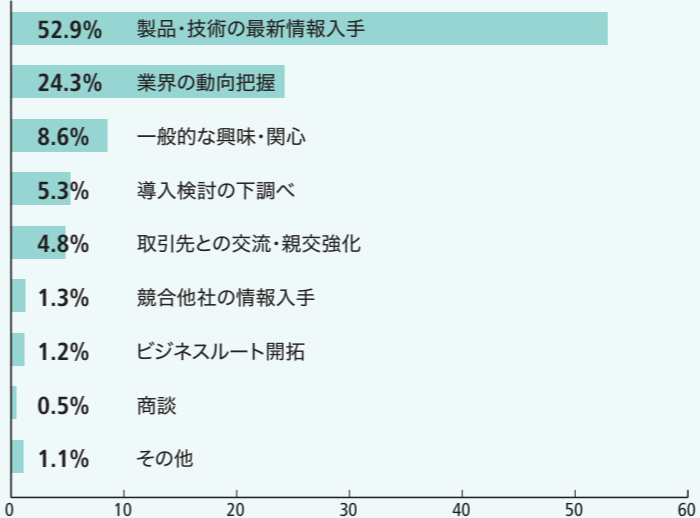 52.9% 製品・技術の最新情報入手
24.3% 業界の動向把握
8.6% 一般的な興味・関心
5.3% 導入検討の下調べ
4.8% 取引先との交流・親交強化
1.3% 競合他社の情報入手
1.2% ビジネスルート開拓
0.5% 商談
1.1% その他
0 10 20 30 40 50 60